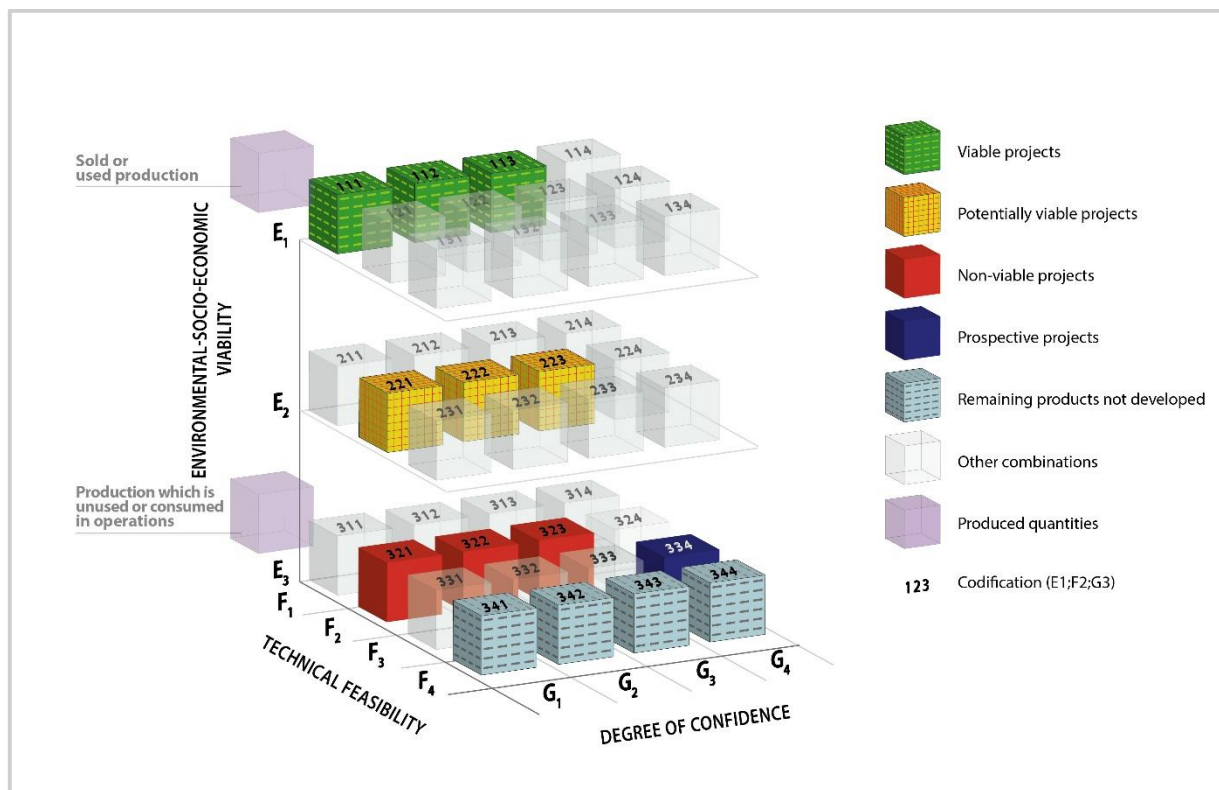 Sold or
used production
ENVIRONMENTAL-SOCIO-ECONOMIC
VIABILITY
E1
111
112
113
114
121
122
123
124
131
132
133
134
E2
211
212
213
214
221
222
223
224
231
232
233
234
Production which is
unused or consumed
in operations
E3
311
312
313
314
321
322
323
324
331
332
333
334
341
342
343
344
F1
F2
F3
F4
TECHNICAL FEASIBILITY
G1
G2
G3
G4
DEGREE OF CONFIDENCE
Viable projects
Potentially viable projects
Non-viable projects
Prospective projects
Remaining products not developed
Other combinations
Produced quantities
123 Codification (E1;F2;G3)